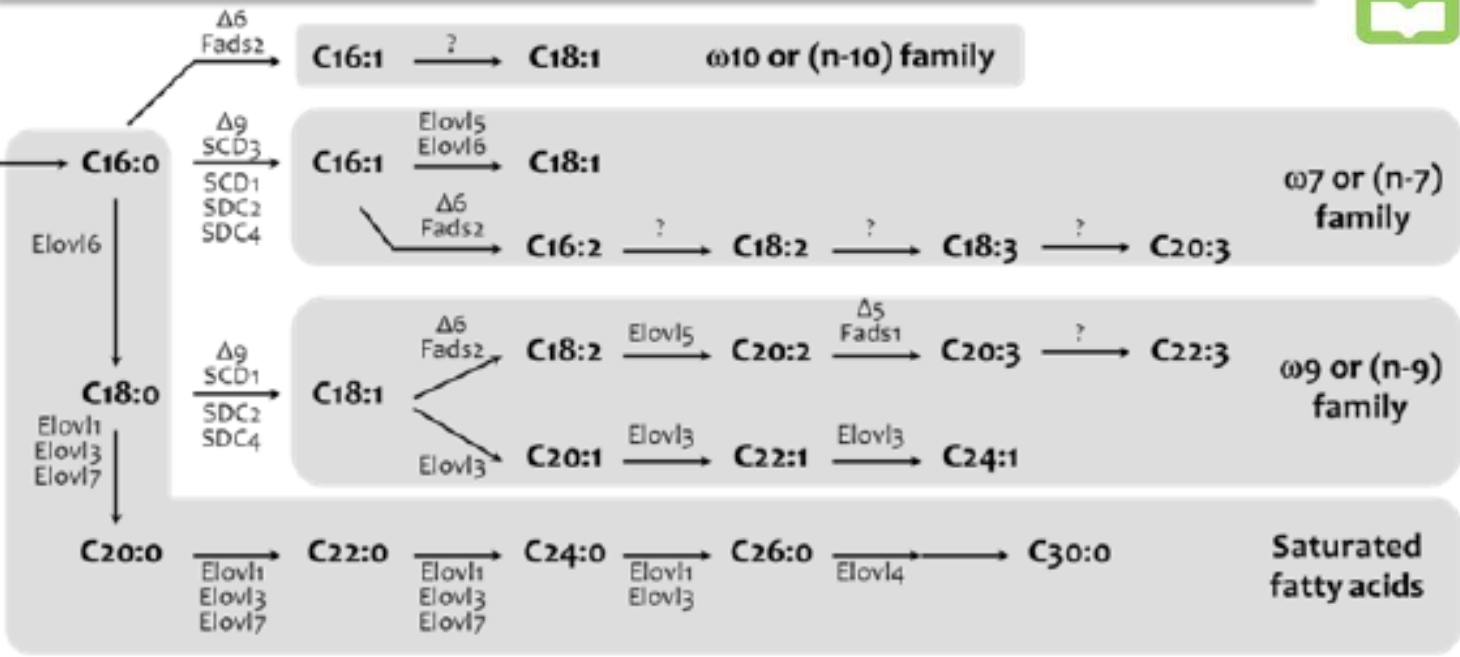 Δ6
Fads2
C16:1 ? C18:1 ω10 or (n-10) family
Δ9
SCD3
SCD1
SDC2
SDC4
Elovl5
Elovl6
C16:0 C16:1 C18:1
ω7 or (n-7)
family
Δ6
Fads2
C16:2 ? C18:2 ? C18:3 ? C20:3
Elovl6
Δ6
Fads2
C18:2 Elovl5 C20:2 Δ5
Fads1
C20:3 ? C22:3
ω9 or (n-9)
family
C18:0 Δ9
SCD1
SDC2
SDC4
C18:1
Elovl3 C20:1 Elovl3 C22:1 Elovl3 C24:1
Elovl1
Elovl3
Elovl7
C20:0 C22:0 C24:0 C26:0 C30:0
Elovl1
Elovl3
Elovl7
Elovl1
Elovl3
Elovl7
Elovl1
Elovl3
Elovl4
Saturated
fatty acids